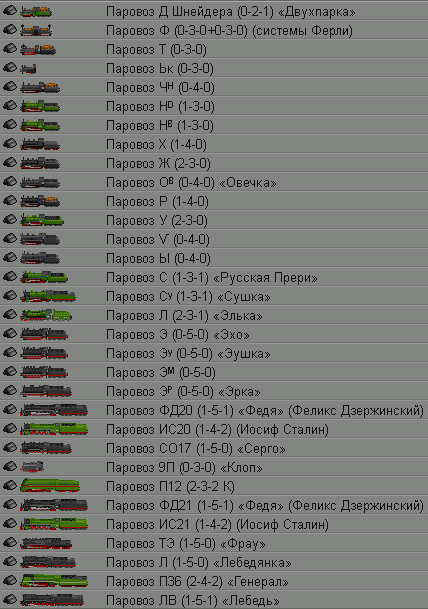 Паровоз Д Шнейдера (0-2-1) «Двухпарка»
Паровоз Ф (0-3-0+0-3-0) (системы Ферли)
Паровоз Т (0-3-0)
Паровоз Ьк (0-3-0)
Паровоз Чᴴ (0-4-0)
Паровоз Нᴰ (1-3-0)
Паровоз Нᴮ (1-3-0)
Паровоз Х (1-4-0)
Паровоз Ж (2-3-0)
Паровоз Оᴮ (0-4-0) «Овечка»
Паровоз Р (1-4-0)
Паровоз У (2-3-0)
Паровоз Ѵ (0-4-0)
Паровоз Ы (0-4-0)
Паровоз С (1-3-1) «Русская Прери»
Паровоз Су (1-3-1) «Сушка»
Паровоз Л (2-3-1) «Элька»
Паровоз Э (0-5-0) «Эхо»
Паровоз Эу (0-5-0) «Эушка»
Паровоз Эᴹ (0-5-0)
Паровоз Эᴾ (0-5-0) «Эрка»
Паровоз ФД20 (1-5-1) «Федя» (Феликс Дзержинский)
Паровоз ИС20 (1-4-2) (Иосиф Сталин)
Паровоз СО17 (1-5-0) «Серго»
Паровоз 9П (0-3-0) «Клоп»
Паровоз П12 (2-3-2 К)
Паровоз ФД21 (1-5-1) «Федя» (Феликс Дзержинский)
Паровоз ИС21 (1-4-2) (Иосиф Сталин)
Паровоз ТЭ (1-5-0) «Фрау»
Паровоз Л (1-5-0) «Лебедянка»
Паровоз П36 (2-4-2) «Генерал»
Паровоз ЛВ (1-5-1) «Лебедь»